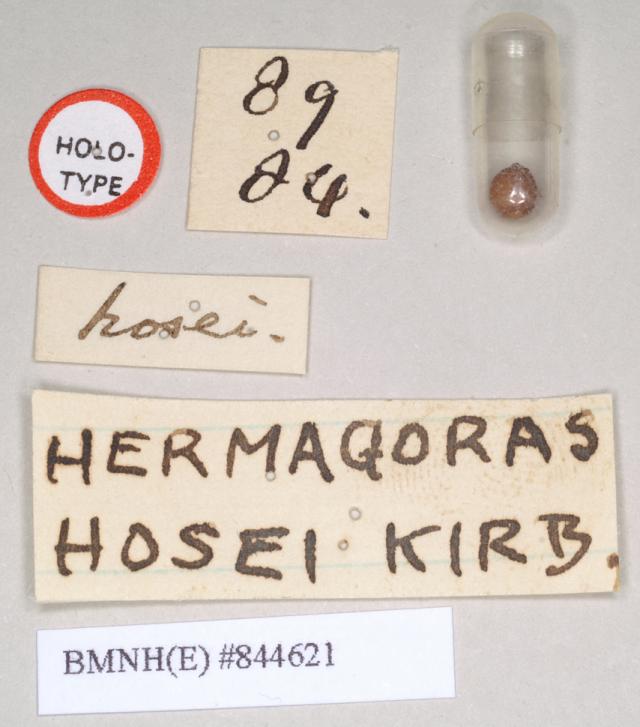 HOLO-
TYPE
89
84.
hosei.
HERMAGORAS
HOSEI KIRB
BMNH(E) #844621